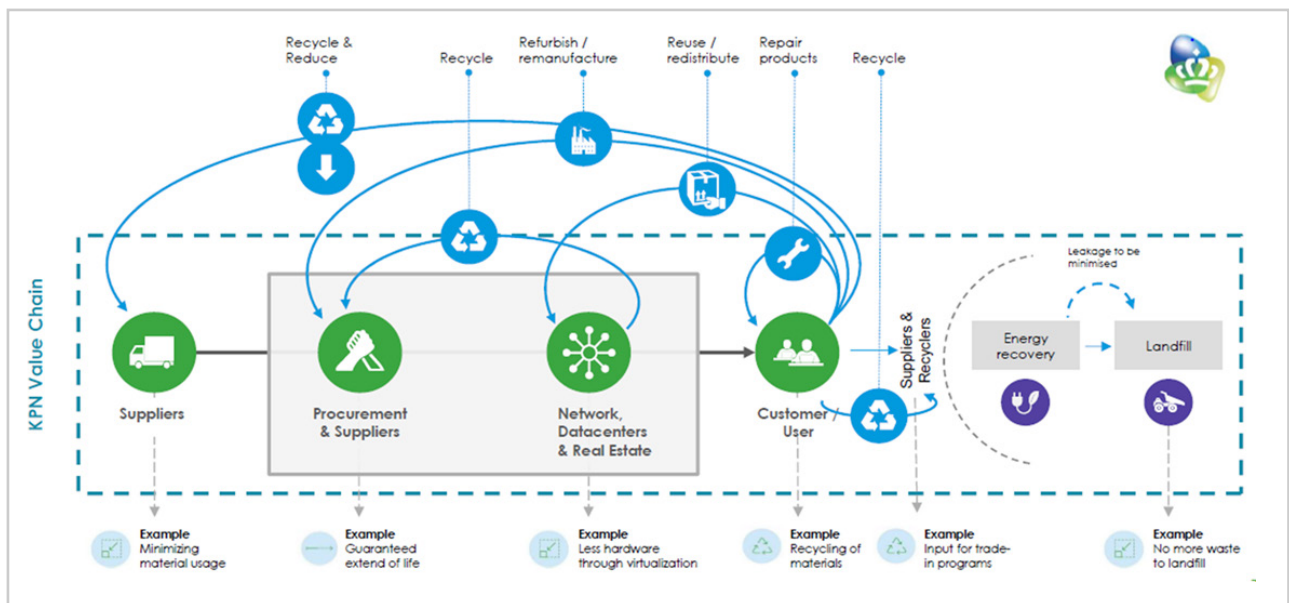 Recycle &
Reduce
Recycle
Refurbish /
remanufacture
Reuse /
redistribute
Repair
products
Recycle
KPN Value Chain
Leakage to be
minimised
Energy
recovery
Landfill
Suppliers &
Recyclers
Suppliers
Procurement
& Suppliers
Network,
Datacenters
& Real Estate
Customer /
User
Example
Minimizing
material usage
Example
Guaranteed
extend of life
Example
Less hardware
through virtualization
Example
Recycling of
materials
Example
Input for trade-
in programs
Example
No more waste
to landfill